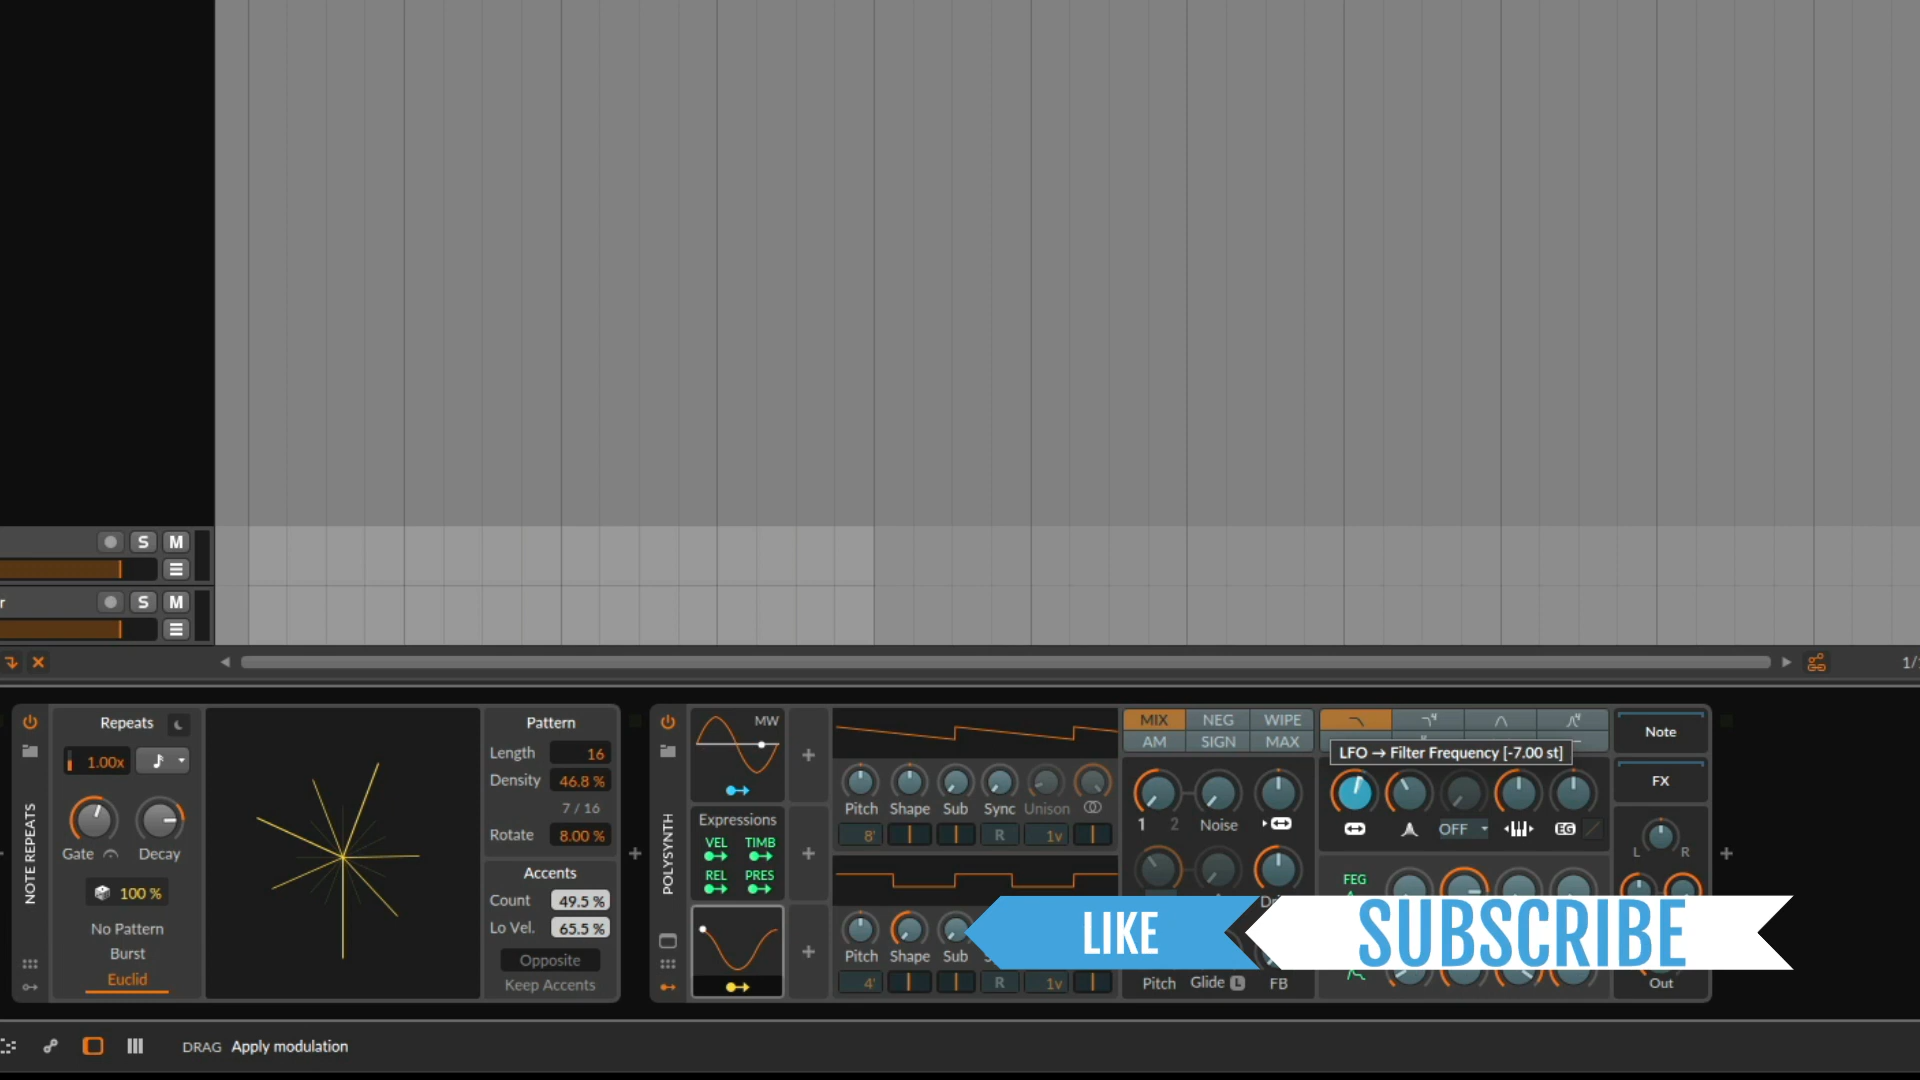 S M
r S M
1/
Repeats
1.00x
Gate Decay
100 %
No Pattern
Burst
Euclid
NOTE REPEATS
Pattern
Length 16
Density 46.8 %
7 / 16
Rotate 8.00 %
Accents
Count 49.5 %
Lo Vel. 65.5 %
Opposite
Keep Accents
POLYSYNTH
MW
Expressions
VEL TIMB
REL PRES
Pitch Shape Sub Sync Unison
8' R 1v
Pitch Shape Sub
4' R 1v
MIX NEG WIPE
AM SIGN MAX
1 2 Noise
Pitch Glide L FB
LFO → Filter Frequency [-7.00 st]
OFF EG
FEG
Note
FX
L R
Out
LIKE
SUBSCRIBE
DRAG Apply modulation